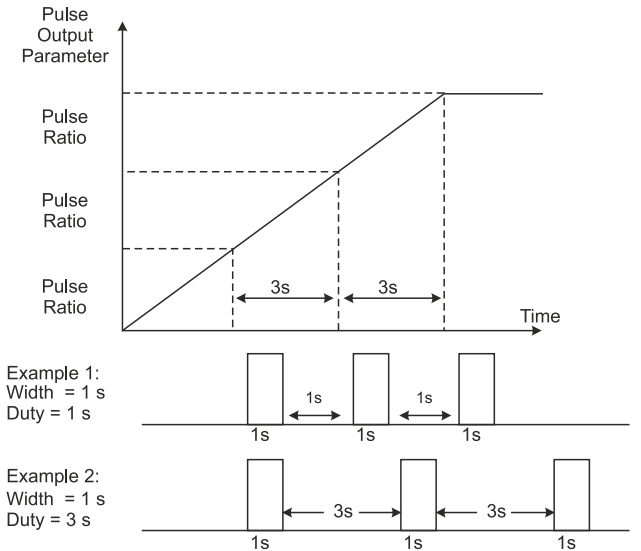 Pulse
Output
Parameter
Pulse
Ratio
Pulse
Ratio
Pulse
Ratio
3s
3s
Time
Example 1:
Width = 1 s
Duty = 1 s
1s
1s
1s
1s
1s
Example 2:
Width = 1s
Duty = 3 s
3s
3s
1s
1s
1s